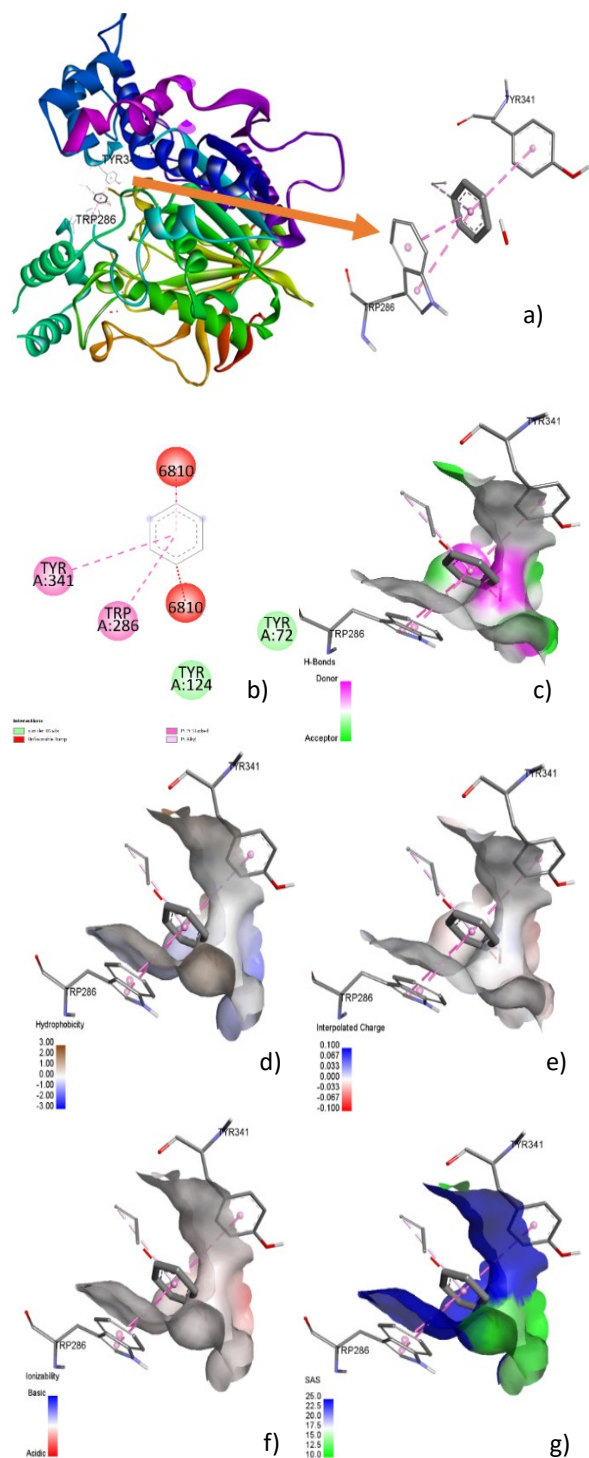 TYR34
TRP286
TYR341
TRP286
a)
6810
TYR
A:341
TRP
A:286
6810
TYR
A:124
TYR
A:72
b)
Interactions
TYR341
TRP286
H-Bonds
Donor
Acceptor
c)
TYR341
TRP286
Hydrophobicity
3.00
2.00
1.00
0.00
-1.00
-2.00
-3.00
d)
TYR341
TRP286
Interpolated Charge
0.100
0.067
0.033
0.000
-0.033
-0.067
-0.100
e)
TYR341
TRP286
Ionizability
Basic
Acidic
f)
TYR341
TRP286
SAS
25.0
22.5
20.0
17.5
15.0
12.5
10.0
g)